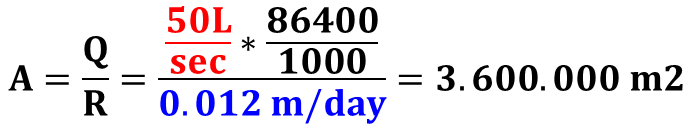 A = Q/R = 50L/sec * 86400/1000 / 0.012 m/day = 3.600.000 m2